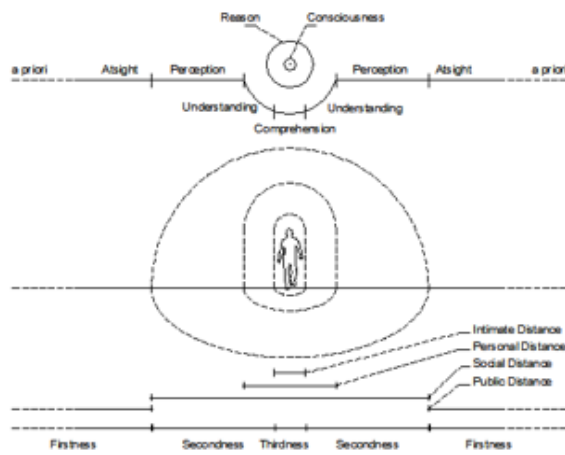 Reason Consciousness
a priori Atsight Perception Perception Atsight a priori
Understanding Understanding
Comprehension
Intimate Distance
Personal Distance
Social Distance
Public Distance
Firstness Secondness Thirdness Secondness Firstness